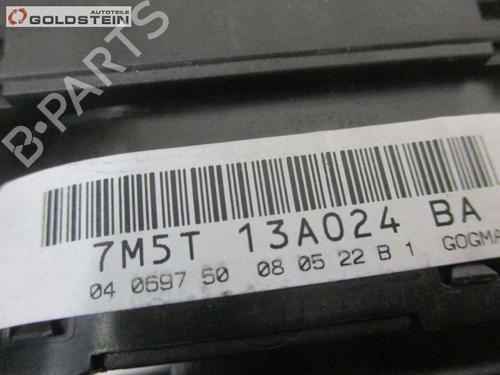 Autoteile
GOLDSTEIN
B-PARTS
7M5T 13A024 BA
04 0697 50 08 05 22 B 1 GOGMA